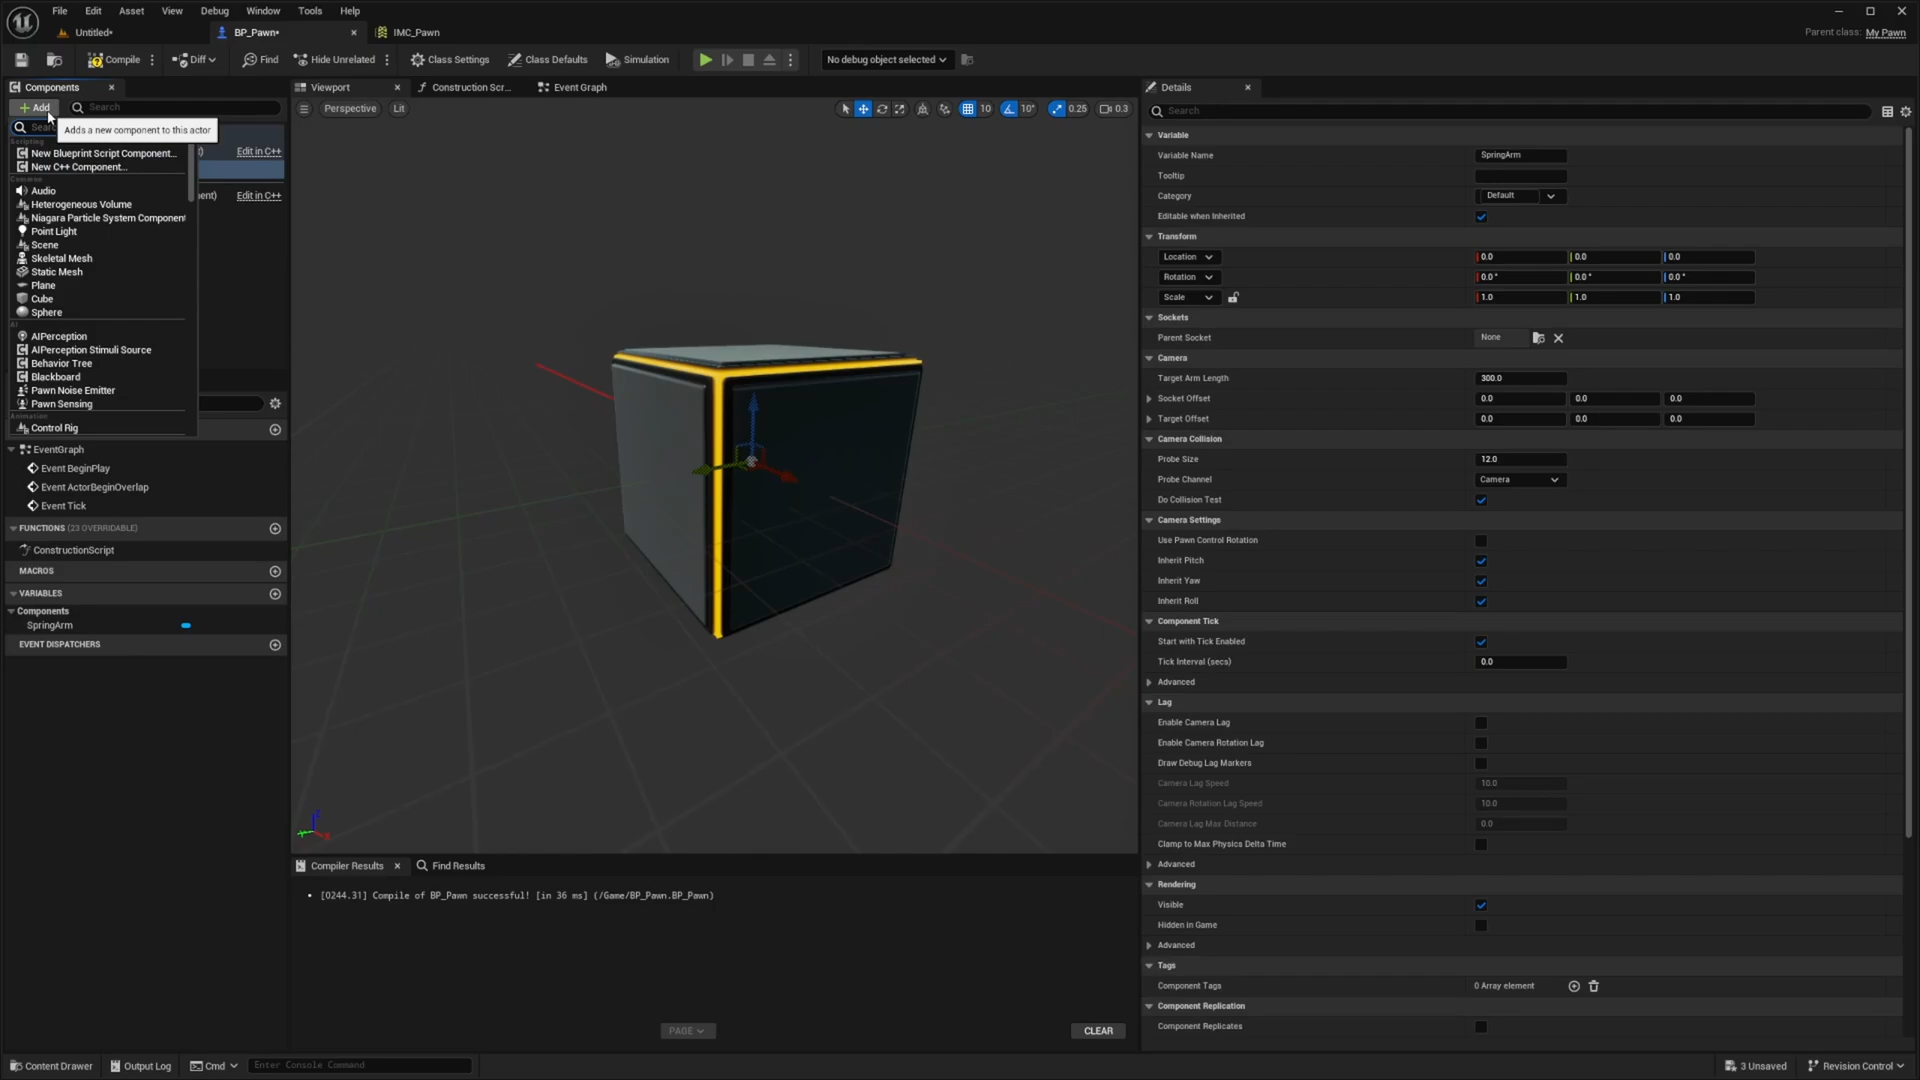 File Edit Asset View Debug Window Tools Help
Untitled* BP_Pawn* IMC_Pawn Parent class: My Pawn
Compile Diff Find Hide Unrelated Class Settings Class Defaults Simulation No debug object selected
Components Viewport Construction Scr... Event Graph Details
Add Search Perspective Lit 10 10° 0.25 0.3 Search
Adds a new component to this actor
Scripting
New Blueprint Script Component... Edit in C++
New C++ Component...
Common
Audio
Edit in C++
Heterogeneous Volume
Niagara Particle System Component
Point Light
Scene
Skeletal Mesh
Static Mesh
Plane
Cube
Sphere
AI
AIPerception
AIPerception Stimuli Source
Behavior Tree
Blackboard
Pawn Noise Emitter
Pawn Sensing
Animation
Control Rig
EventGraph
Event BeginPlay
Event ActorBeginOverlap
Event Tick
FUNCTIONS (23 OVERRIDABLE)
ConstructionScript
MACROS
VARIABLES
Components
SpringArm
EVENT DISPATCHERS
Variable
Variable Name SpringArm
Tooltip
Category Default
Editable when Inherited
Transform
Location 0.0 0.0 0.0
Rotation 0.0° 0.0° 0.0°
Scale 1.0 1.0 1.0
Sockets
Parent Socket None
Camera
Target Arm Length 300.0
Socket Offset 0.0 0.0 0.0
Target Offset 0.0 0.0 0.0
Camera Collision
Probe Size 12.0
Probe Channel Camera
Do Collision Test
Camera Settings
Use Pawn Control Rotation
Inherit Pitch
Inherit Yaw
Inherit Roll
Component Tick
Start with Tick Enabled
Tick Interval (secs) 0.0
Advanced
Lag
Enable Camera Lag
Enable Camera Rotation Lag
Draw Debug Lag Markers
Camera Lag Speed 10.0
Camera Rotation Lag Speed 10.0
Camera Lag Max Distance 0.0
Clamp to Max Physics Delta Time
Advanced
Rendering
Visible
Hidden in Game
Advanced
Tags
Component Tags 0 Array element
Component Replication
Component Replicates
Compiler Results Find Results
• [0244.31] Compile of BP_Pawn successful! [in 36 ms] (/Game/BP_Pawn.BP_Pawn)
PAGE CLEAR
Content Drawer Output Log Cmd Enter Console Command 3 Unsaved Revision Control